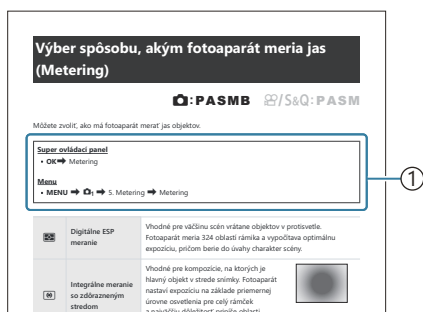 Výber spôsobu, akým fotoaparát meria jas
(Metering)
:PASMB /S&Q:PASM
Môžete zvoliť, ako má fotoaparát merať jas objektov.
Super ovládací panel
• OK ➡ Metering
Menu
• MENU ➡ 1 ➡ 5. Metering ➡ Metering
1
Digitálne ESP
meranie
Vhodné pre väčšinu scén vrátane objektov v protisvetle.
Fotoaparát meria 324 oblastí rámika a vypočítava optimálnu
expozíciu, pričom berie do úvahy charakter scény.
Integrálne meranie
so zdôrazneným
stredom
Vhodné pre kompozície, na ktorých je
hlavný objekt v strede snímky. Fotoaparát
nastaví expozíciu na základe priemernej
úrovne osvetlenia pre celý rámček
a najväčšiu dôležitosť pripíše oblasti